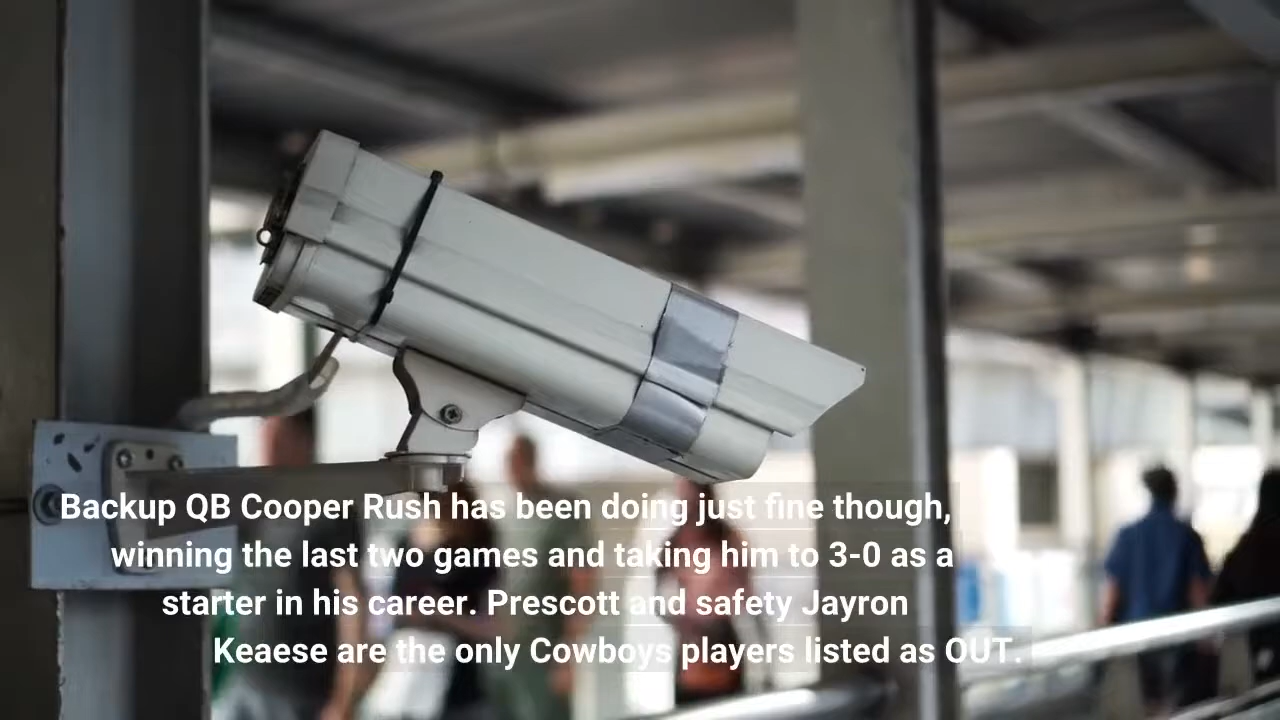 Backup QB Cooper Rush has been doing just fine though,
winning the last two games and taking him to 3-0 as a
starter in his career. Prescott and safety Jayron
Keaese are the only Cowboys players listed as OUT.